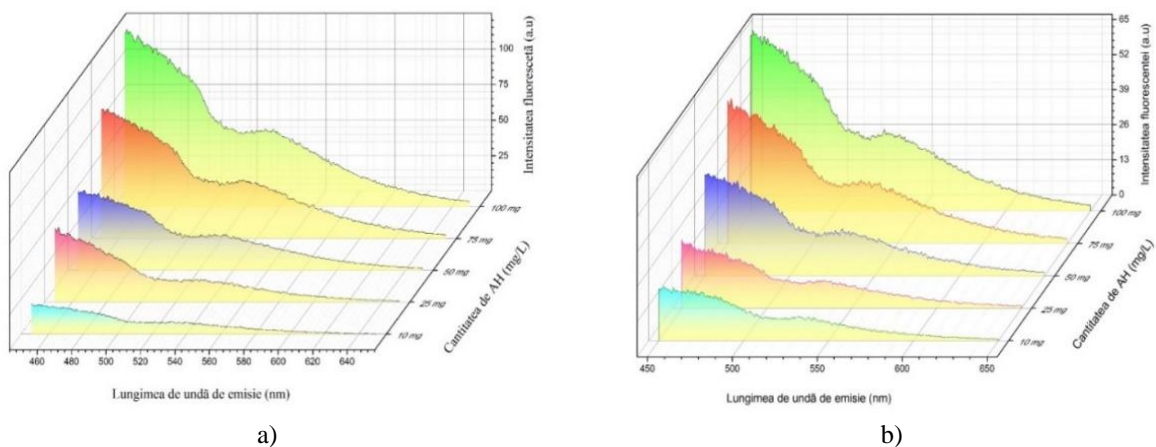 100
75
50
25
Intensitatea fluorescetă (a.u)
100 mg
75 mg
50 mg
25 mg
10 mg
Cantitatea de AH (mg/L)
460 480 500 520 540 560 580 600 620 640
Lungimea de undă de emisie (nm)
a)
65
52
39
26
13
0
Intensitatea fluorescentei (a.u)
100 mg
75 mg
50 mg
25 mg
10 mg
Cantitatea de AH (mg/L)
450 500 550 600 650
Lungimea de undă de emisie (nm)
b)